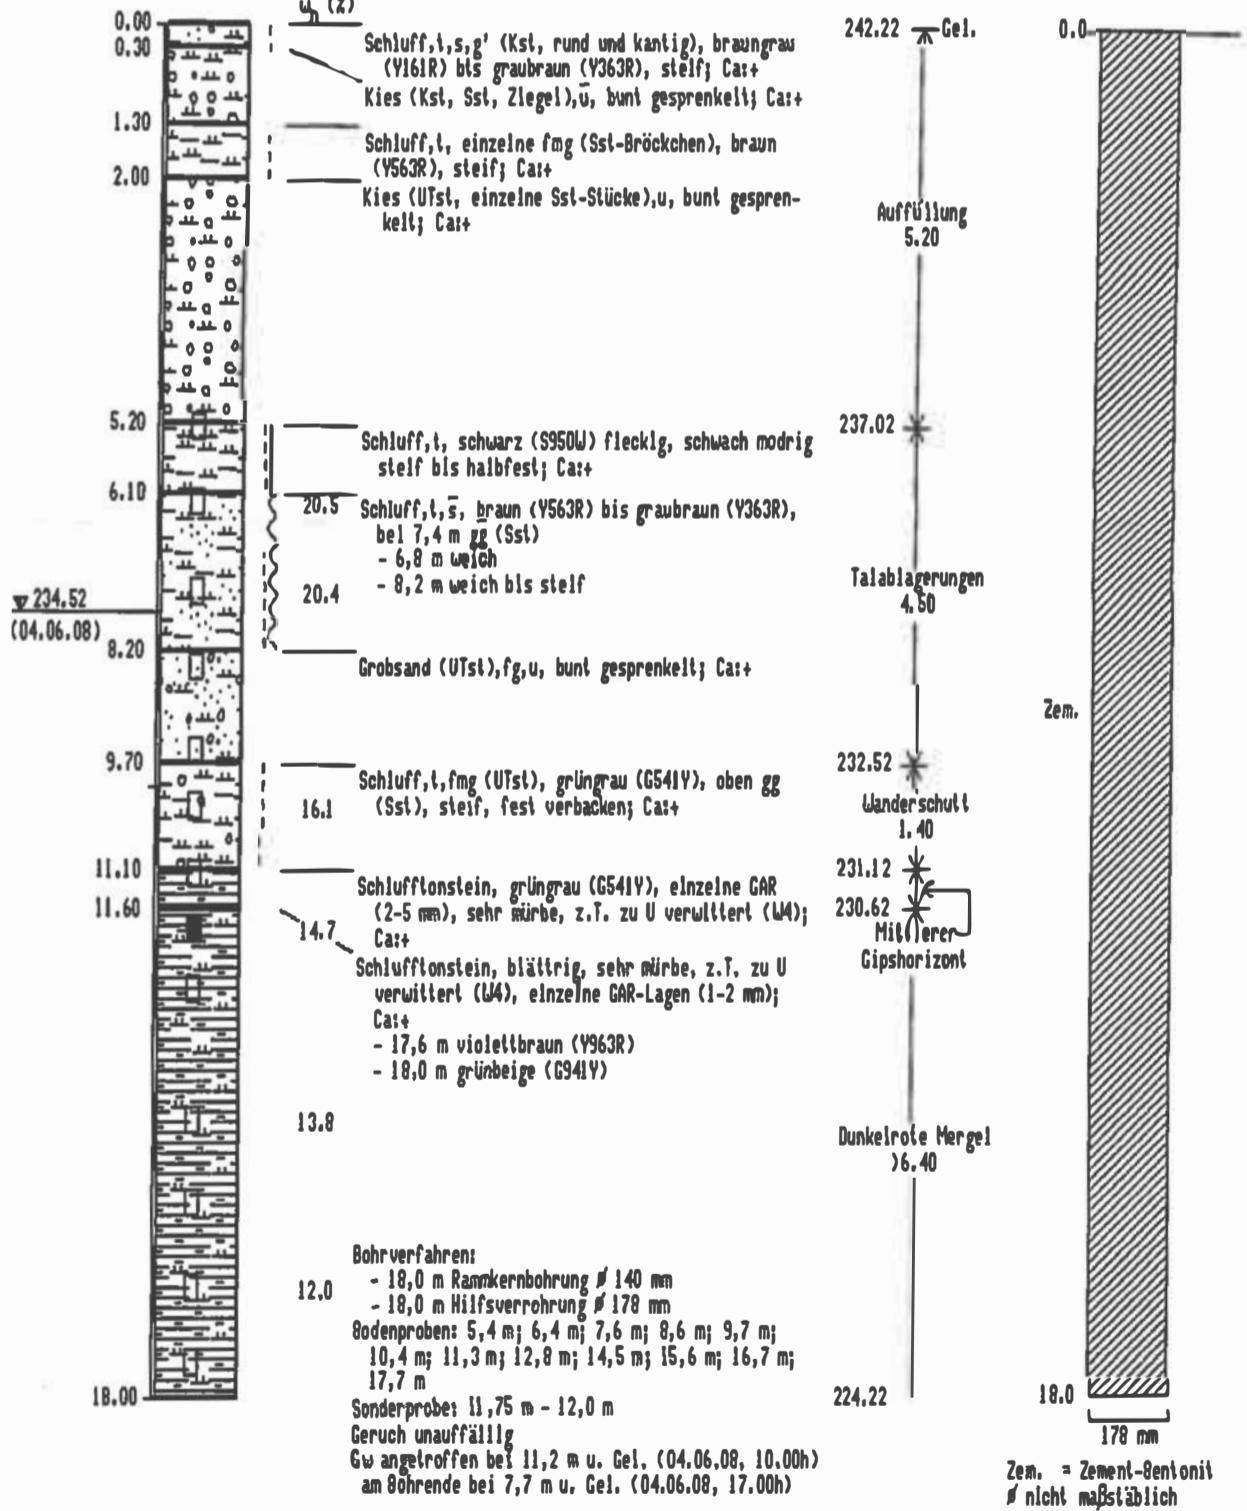 wn (%)
0.00
0.30
Schluff,t,s,g' (Kst, rund und kantig), braungrau
(Y161R) bis graubraun (Y363R), steif; Ca:+
Kies (Kst, Sst, Ziegel),ū, bunt gesprenkelt; Ca:+
1.30
Schluff,t, einzelne fmg (Sst-Bröckchen), braun
(Y563R), steif; Ca:+
2.00
Kies (UTst, einzelne Sst-Stücke),u, bunt gespren-
kelt; Ca:+
5.20
Schluff,t, schwarz (S950W) fleckig, schwach modrig
steif bis halbfest; Ca:+
6.10
20.5
Schluff,t,s̄, braun (Y563R) bis graubraun (Y363R),
bei 7,4 m gg (Sst)
- 6,8 m weich
- 8,2 m weich bis steif
20.4
234.52
(04.06.08)
8.20
Grobsand (UTst),fg,u, bunt gesprenkelt; Ca:+
9.70
Schluff,t,fmg (UTst), grüngrau (G541Y), oben gg
(Sst), steif, fest verbacken; Ca:+
16.1
11.10
Schlufftonstein, grüngrau (G541Y), einzelne GAR
(2-5 mm), sehr mürbe, z.T. zu U verwittert (W4);
Ca:+
11.60
14.7
Schlufftonstein, blättrig, sehr mürbe, z.T. zu U
verwittert (W4), einzelne GAR-Lagen (1-2 mm);
Ca:+
- 17,6 m violettbraun (Y963R)
- 18,0 m grünbeige (G941Y)
13.8
12.0
Bohrverfahren:
- 18,0 m Rammkernbohrung ø 140 mm
- 18,0 m Hilfsverrohrung ø 178 mm
Bodenproben: 5,4 m; 6,4 m; 7,6 m; 8,6 m; 9,7 m;
10,4 m; 11,3 m; 12,8 m; 14,5 m; 15,6 m; 16,7 m;
17,7 m
18.00
Sonderprobe: 11,75 m - 12,0 m
Geruch unauffällig
Gw angetroffen bei 11,2 m u. Gel. (04.06.08, 10.00h)
am Bohrende bei 7,7 m u. Gel. (04.06.08, 17.00h)
242.22 Gel.
Auffüllung
5.20
237.02
Talablagerungen
4.50
232.52
Wanderschutt
1.40
231.12
230.62
Mittlerer
Gipshorizont
Dunkelrote Mergel
>6.40
224.22
0.0
Zem.
18.0
178 mm
Zem. = Zement-Bentonit
ø nicht maßstäblich